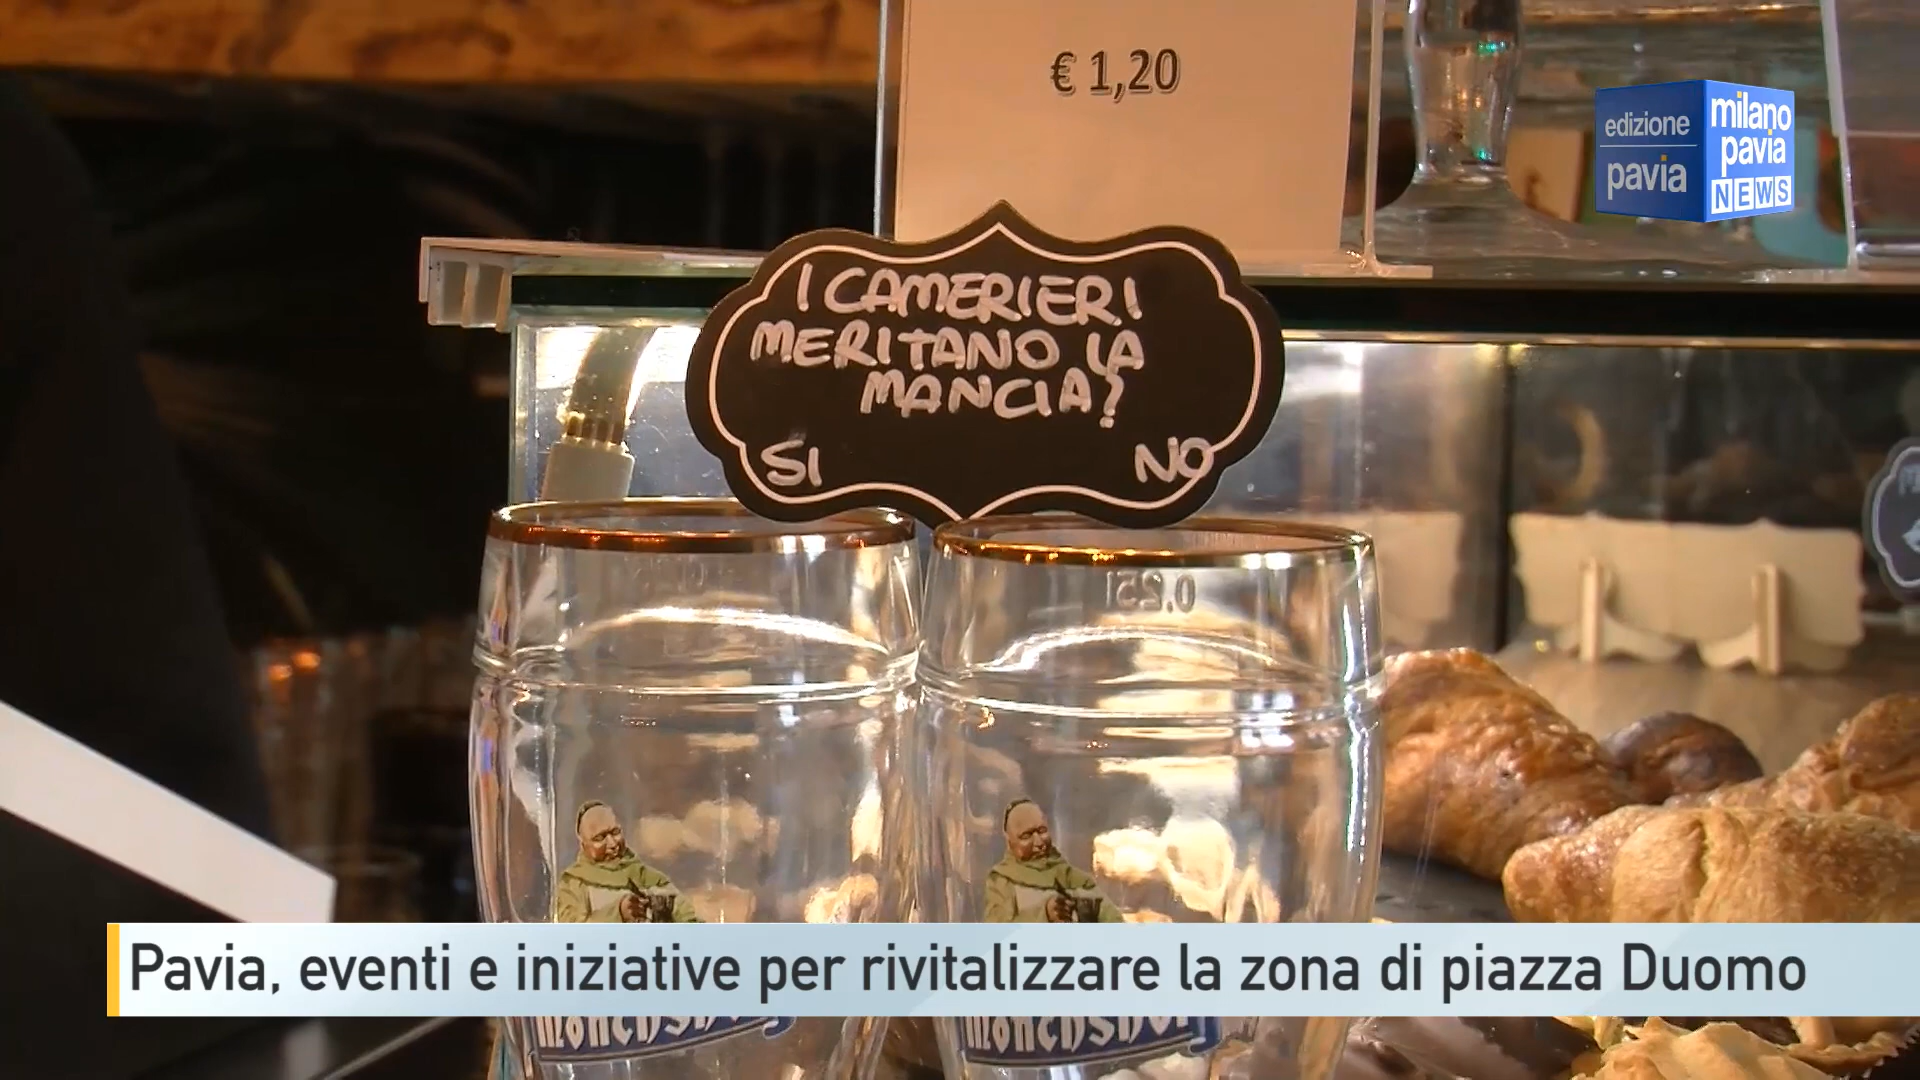 € 1,20
edizione
pavia
milano
pavia
NEWS
I CAMERIERI
MERITANO LA
MANCIA?
SI NO
0.25l
Pavia, eventi e iniziative per rivitalizzare la zona di piazza Duomo